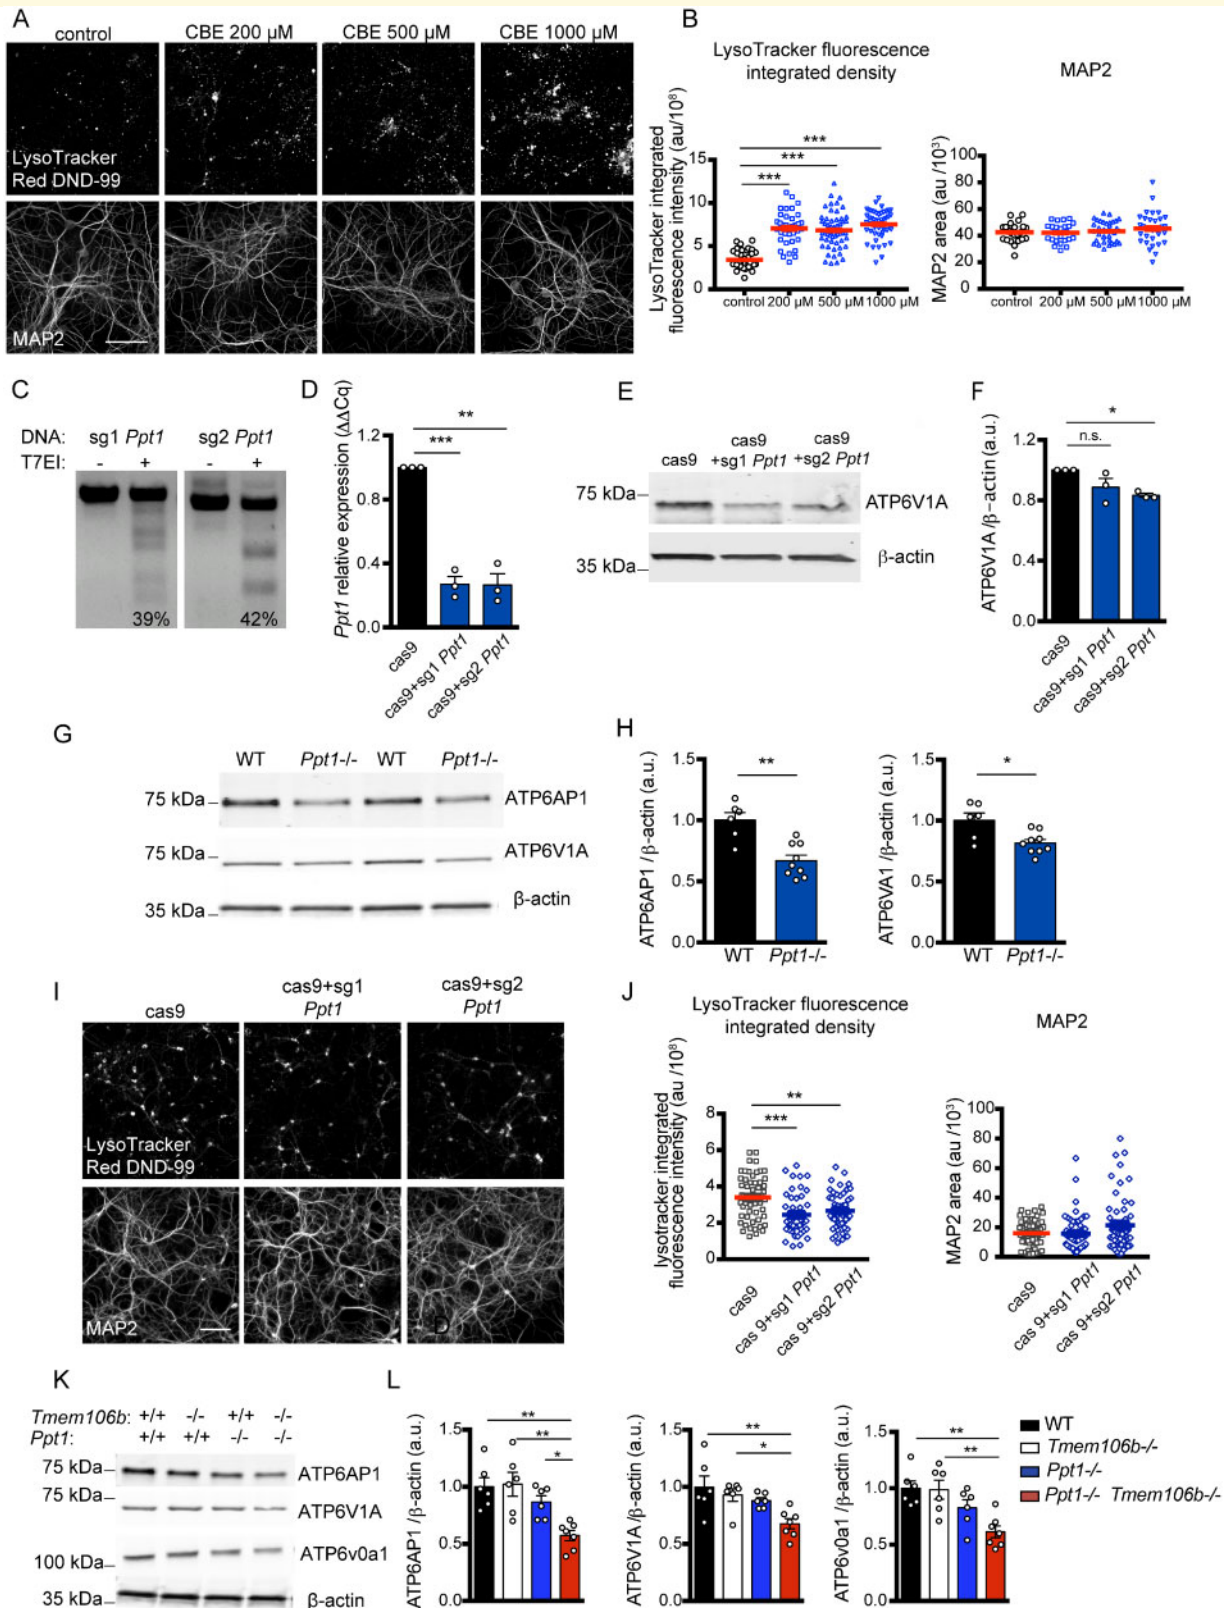 A
control
CBE 200 µM
CBE 500 µM
CBE 1000 µM
LysoTracker
Red DND-99
MAP2
B
LysoTracker fluorescence
integrated density
MAP2
LysoTracker integrated
fluorescence intensity (au/10⁸)
15
10
5
0
***
***
***
control
200 µM
500 µM
1000 µM
MAP2 area (au /10³)
100
80
60
40
20
0
control
200 µM
500 µM
1000 µM
C
DNA: sg1 Ppt1 sg2 Ppt1
T7EI: - + - +
39%
42%
D
Ppt1 relative expression (ΔΔCq)
1.2
0.4
0.0
**
***
cas9
cas9+sg1 Ppt1
cas9+sg2 Ppt1
E
cas9
cas9
+sg1 Ppt1
cas9
+sg2 Ppt1
75 kDa
ATP6V1A
35 kDa
β-actin
F
ATP6V1A/β-actin (a.u.)
1.2
0.8
0.4
0.0
*
n.s.
cas9
cas9+sg1 Ppt1
cas9+sg2 Ppt1
G
WT Ppt1-/- WT Ppt1-/-
75 kDa
ATP6AP1
75 kDa
ATP6V1A
35 kDa
β-actin
H
ATP6AP1 /β-actin (a.u.)
1.5
1.0
0.5
0.0
**
WT Ppt1-/-
ATP6VA1 /β-actin (a.u.)
1.5
1.0
0.5
0.0
*
WT Ppt1-/-
I
cas9
cas9+sg1
Ppt1
cas9+sg2
Ppt1
LysoTracker
Red DND-99
MAP2
D
J
LysoTracker fluorescence
integrated density
MAP2
lysotracker integrated
fluorescence intensity (au /10⁸)
8
6
4
2
0
**
***
cas9
cas 9+sg1 Ppt1
cas 9+sg2 Ppt1
MAP2 area (au /10³)
100
80
60
40
20
0
cas9
cas 9+sg1 Ppt1
cas 9+sg2 Ppt1
K
Tmem106b: +/+ -/- +/+ -/-
Ppt1: +/+ +/+ -/- -/-
75 kDa
ATP6AP1
75 kDa
ATP6V1A
100 kDa
ATP6v0a1
35 kDa
β-actin
L
ATP6AP1 /β-actin (a.u.)
1.5
1.0
0.5
0.0
**
**
*
ATP6V1A /β-actin (a.u.)
1.5
1.0
0.5
0.0
**
*
ATP6v0a1 /β-actin (a.u.)
1.5
1.0
0.5
0.0
**
**
WT
Tmem106b-/-
Ppt1-/-
Ppt1-/- Tmem106b-/-